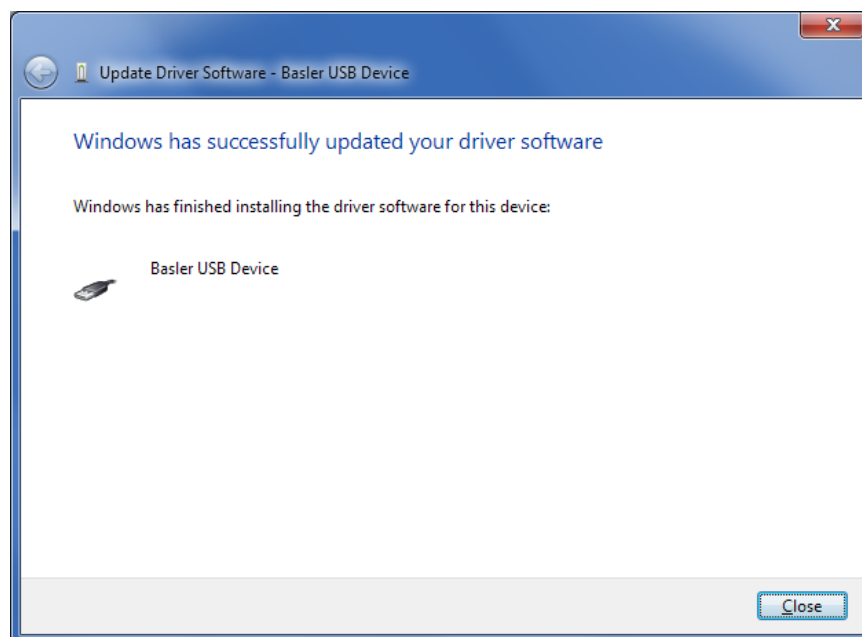 Update Driver Software - Basler USB Device
Windows has successfully updated your driver software
Windows has finished installing the driver software for this device:
Basler USB Device
Close